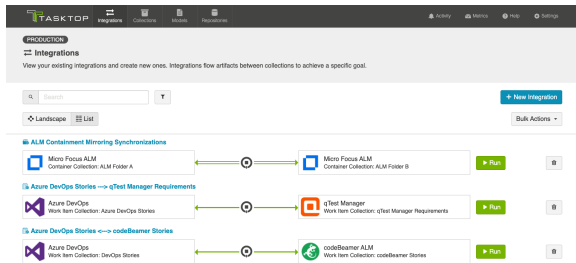 TASKTOP
Integrations
Collections
Models
Repositories
Activity
Metrics
Help
Settings
PRODUCTION
Integrations
View your existing integrations and create new ones. Integrations flow artifacts between collections to achieve a specific goal.
Search
+ New Integration
Landscape
List
Bulk Actions
ALM Containment Mirroring Synchronizations
Micro Focus ALM
Container Collection: ALM Folder A
Micro Focus ALM
Container Collection: ALM Folder B
Run
Azure DevOps Stories ---> qTest Manager Requirements
Azure DevOps
Work Item Collection: Azure DevOps Stories
qTest Manager
Work Item Collection: qTest Manager Requirements
Run
Azure DevOps Stories <---> codeBeamer Stories
Azure DevOps
Work Item Collection: DevOps Stories
codeBeamer ALM
Work Item Collection: codeBeamer Stories
Run